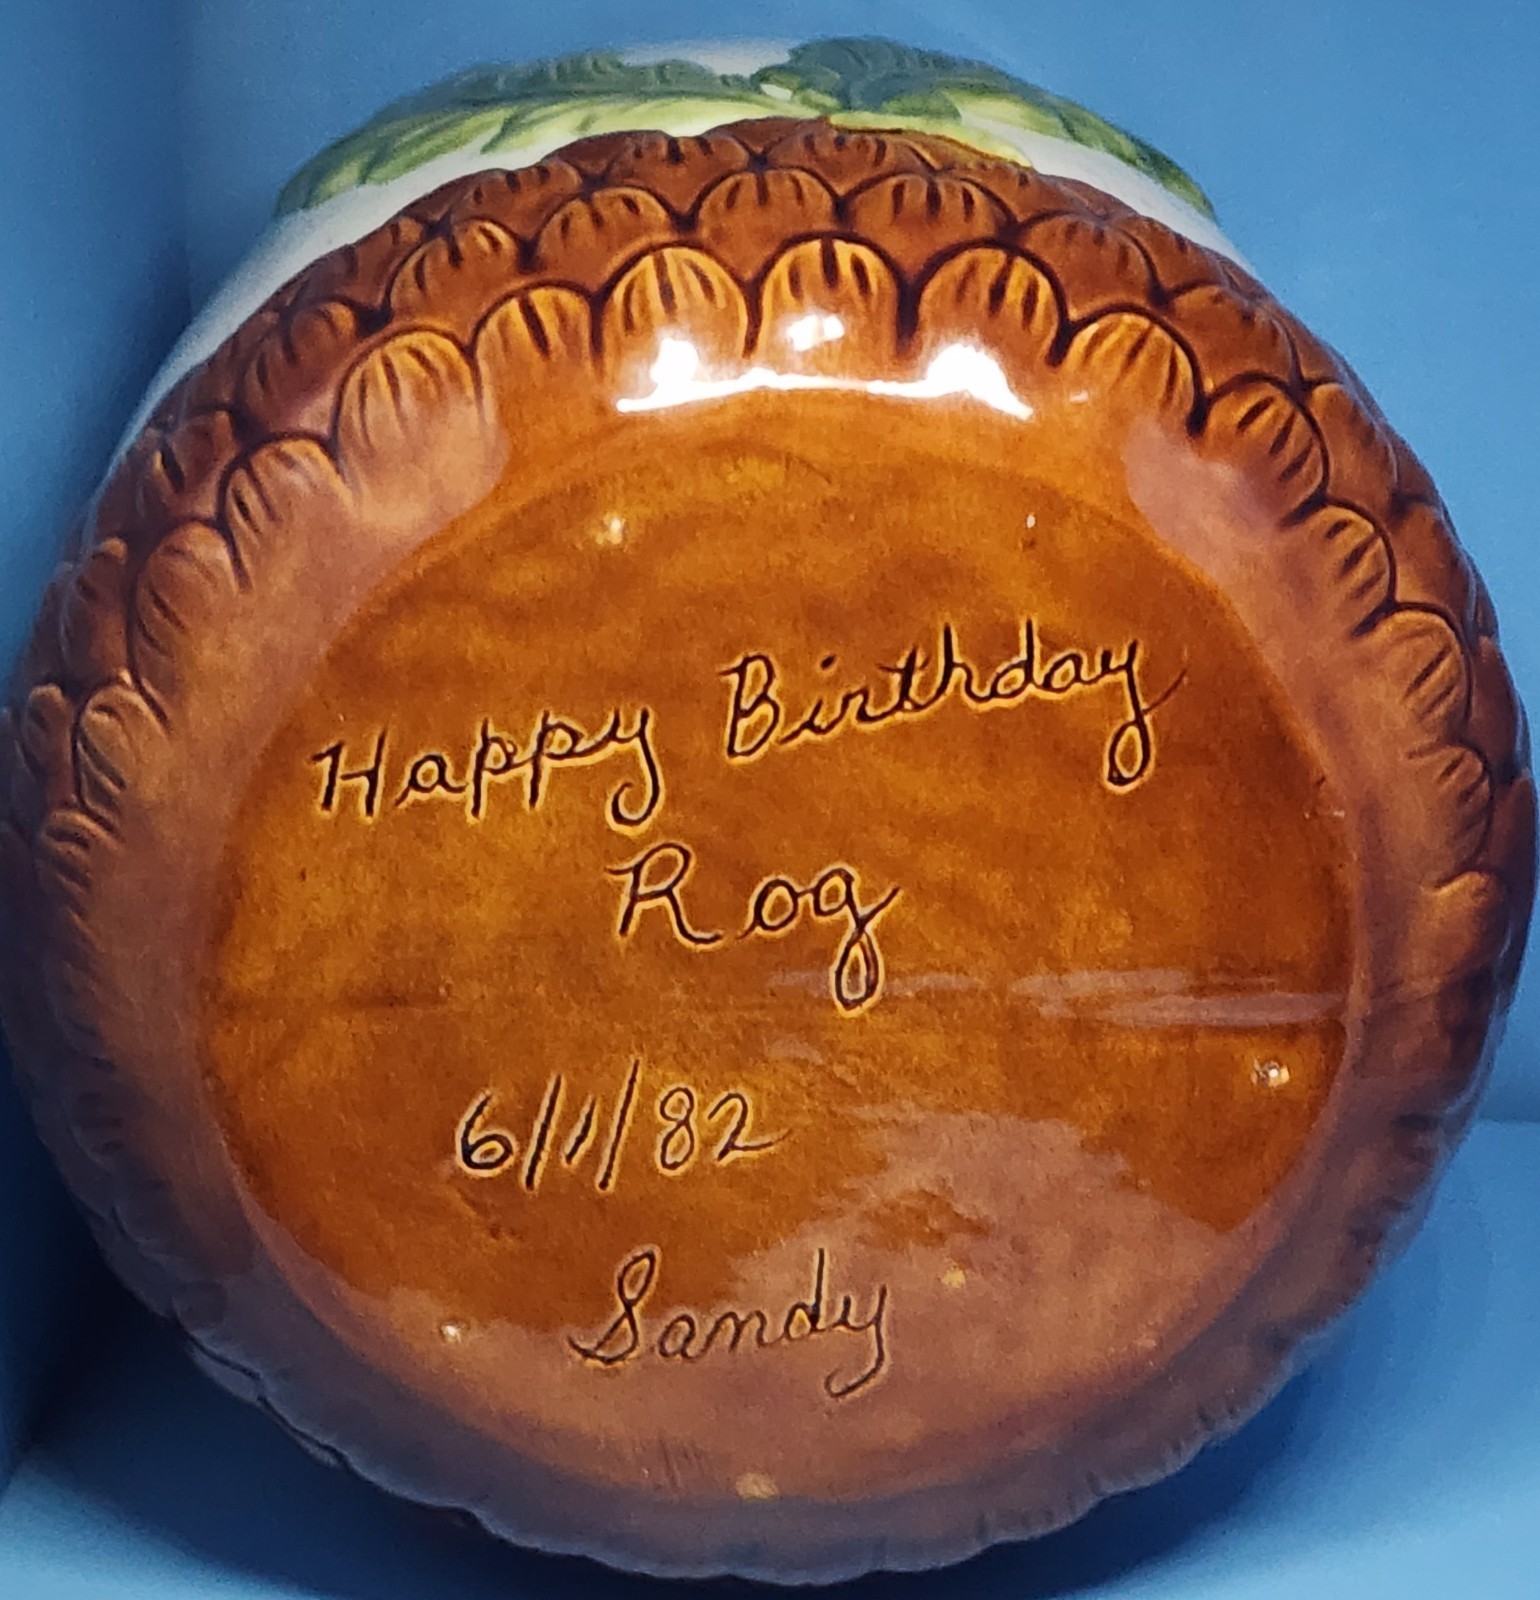 Happy Birthday
Rog
6/1/82
Sandy